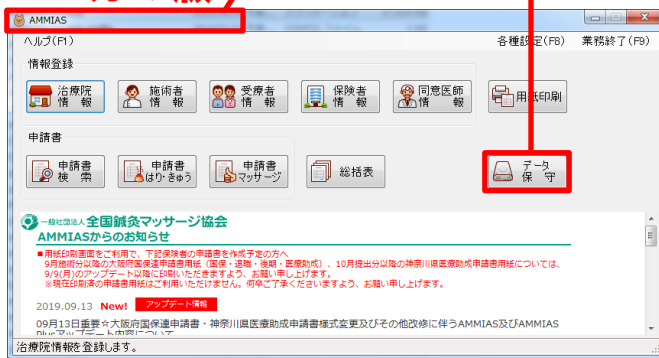 AMMIAS
ヘルプ(F1) 各種設定(F8) 業務終了(F9)
情報登録
治療院情報 施術者情報 受療者情報 保険者情報 同意医師情報 用紙印刷
申請書
申請書検索 申請書はり・きゅう 申請書マッサージ 総括表 データ保守
一般社団法人全国鍼灸マッサージ協会
AMMIASからのお知らせ
■用紙印刷画面をご利用で、下記保険者の申請書を作成予定の方へ
9月施術分以降の大阪府国保連申請書用紙（国保・退職・後期・医療助成）、10月提出分以降の神奈川県医療助成申請書用紙については、
9/9(月)のアップデート以降に印刷いただきますよう、お願い申し上げます。
※現在印刷済の申請書用紙はご利用いただけません。何卒ご了承くださいますよう、お願い申し上げます。
2019.09.13 New! アップデート情報
09月13日重要☆大阪府国保連申請書・神奈川県医療助成申請書様式変更及びその他改修に伴うAMMIAS及びAMMIAS
Plusアップデート内容について
治療院情報を登録します。